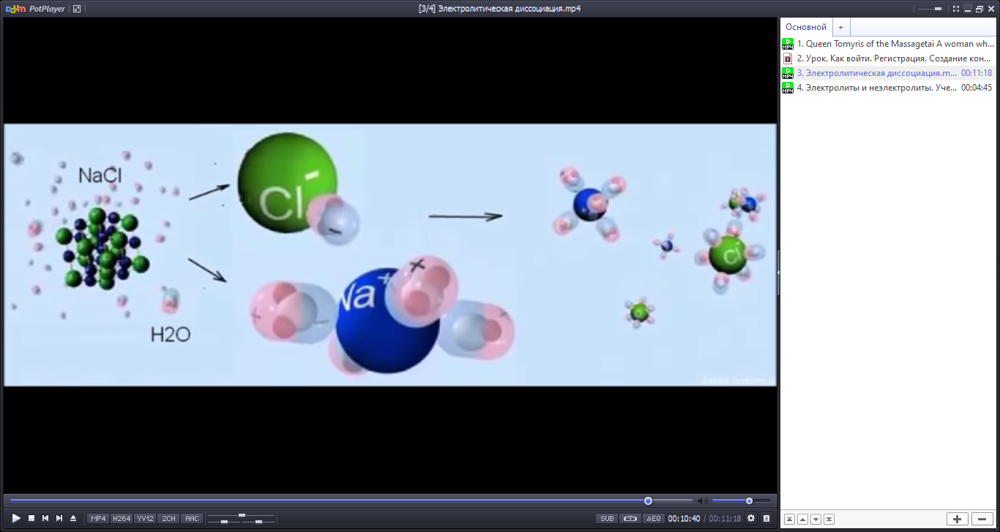 Daum PotPlayer
[3/4] Электролитическая диссоциация.mp4
Основной
+
1. Queen Tomyris of the Massagetai A woman wh...
2. Урок. Как войти. Регистрация. Создание кон...
3. Электролитическая диссоциация.m... 00:11:18
4. Электролиты и неэлектролиты. Уче... 00:04:45
NaCl
Cl -
-
H2O
+
-
Na +
+
+
Cl
MP4 H264 YV12 2CH AAC
SUB EQ 00:10:40 / 00:11:18